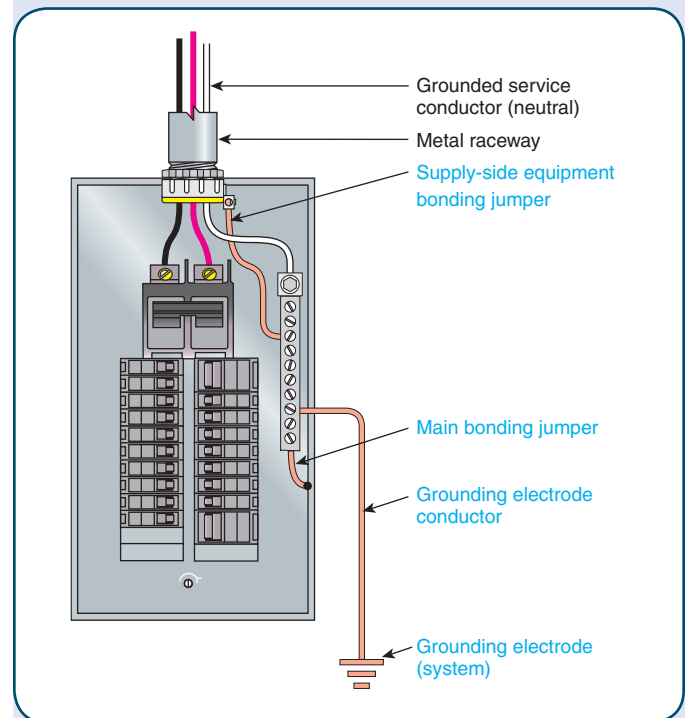 Grounded service
conductor (neutral)
Metal raceway
Supply-side equipment
bonding jumper
Main bonding jumper
Grounding electrode
conductor
Grounding electrode
(system)